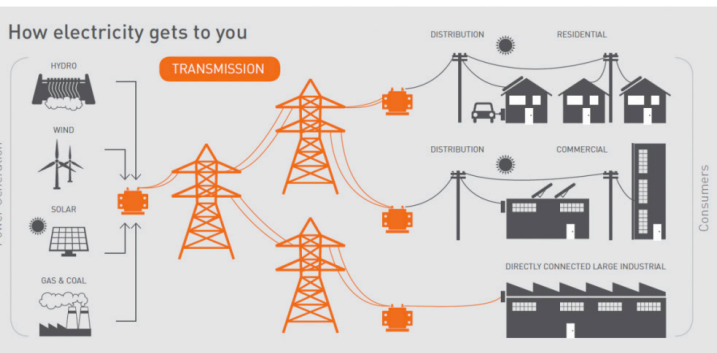 How electricity gets to you
HYDRO
WIND
SOLAR
GAS & COAL
TRANSMISSION
DISTRIBUTION
RESIDENTIAL
DISTRIBUTION
COMMERCIAL
DIRECTLY CONNECTED LARGE INDUSTRIAL
Consumers